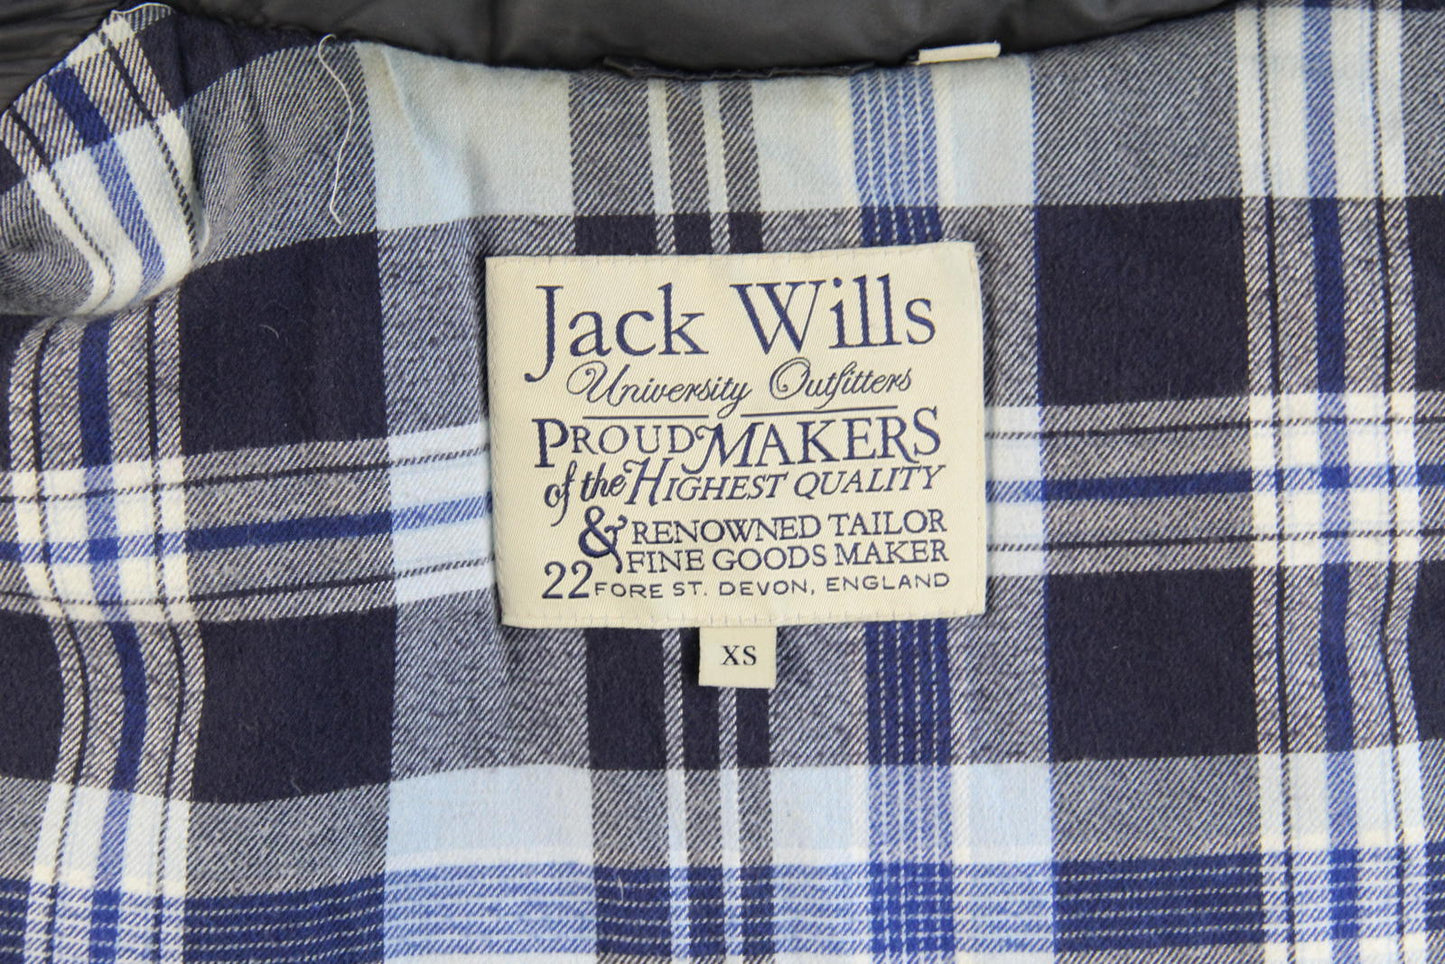 Jack Wills
University Outfitters
PROUD MAKERS
of the HIGHEST QUALITY
& RENOWNED TAILOR
FINE GOODS MAKER
22 FORE ST. DEVON, ENGLAND
XS